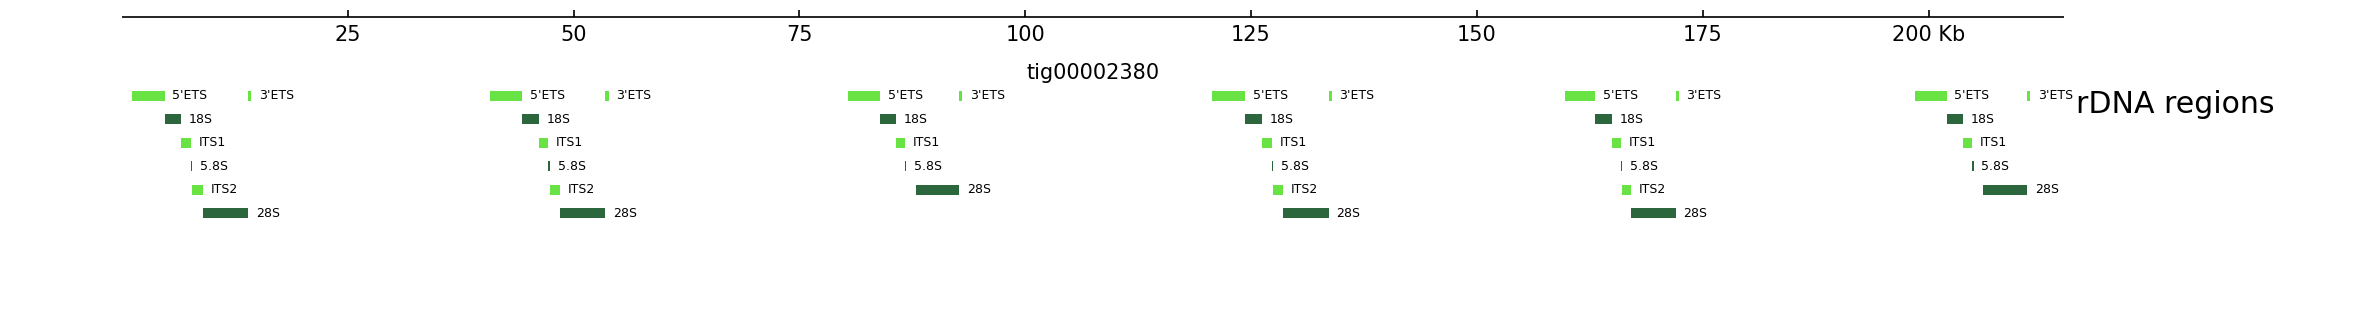 25 50 75 100 125 150 175 200 Kb
tig00002380
5'ETS 3'ETS 5'ETS 3'ETS 5'ETS 3'ETS 5'ETS 3'ETS 5'ETS 3'ETS 5'ETS 3'ETS rDNA regions
18S 18S 18S 18S 18S 18S
ITS1 ITS1 ITS1 ITS1 ITS1 ITS1
5.8S 5.8S 5.8S 5.8S 5.8S 5.8S
ITS2 ITS2 28S ITS2 ITS2 28S
28S 28S 28S 28S